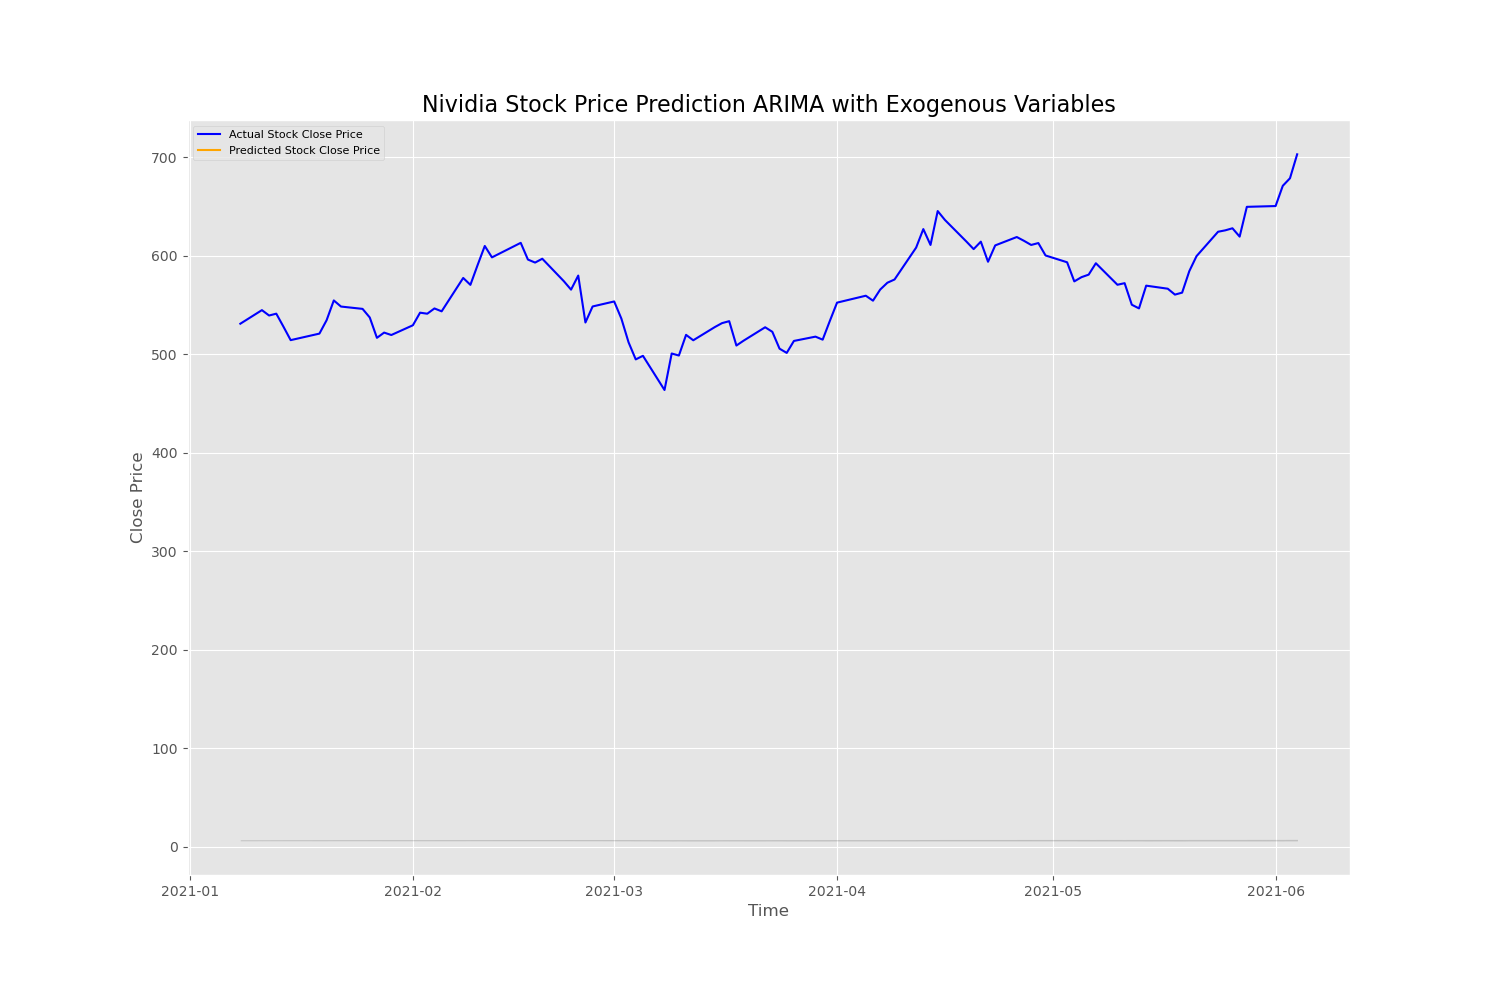 Nividia Stock Price Prediction ARIMA with Exogenous Variables
Actual Stock Close Price
Predicted Stock Close Price
700
600
500
400
300
200
100
0
Close Price
2021-01 2021-02 2021-03 2021-04 2021-05 2021-06
Time